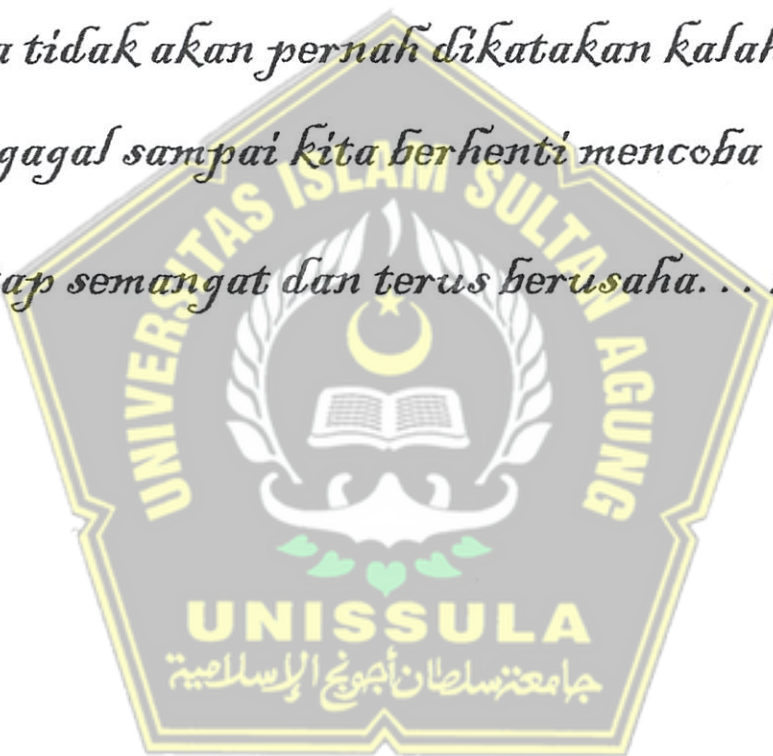 a tidak akan pernah dikatakan kalah
gagal sampai kita berhenti mencoba
ap semangat dan terus berusaha. . . .
UNIVERSITAS ISLAM SULTAN AGUNG
UNISSULA
جامعة سلطان أجونج الإسلامية